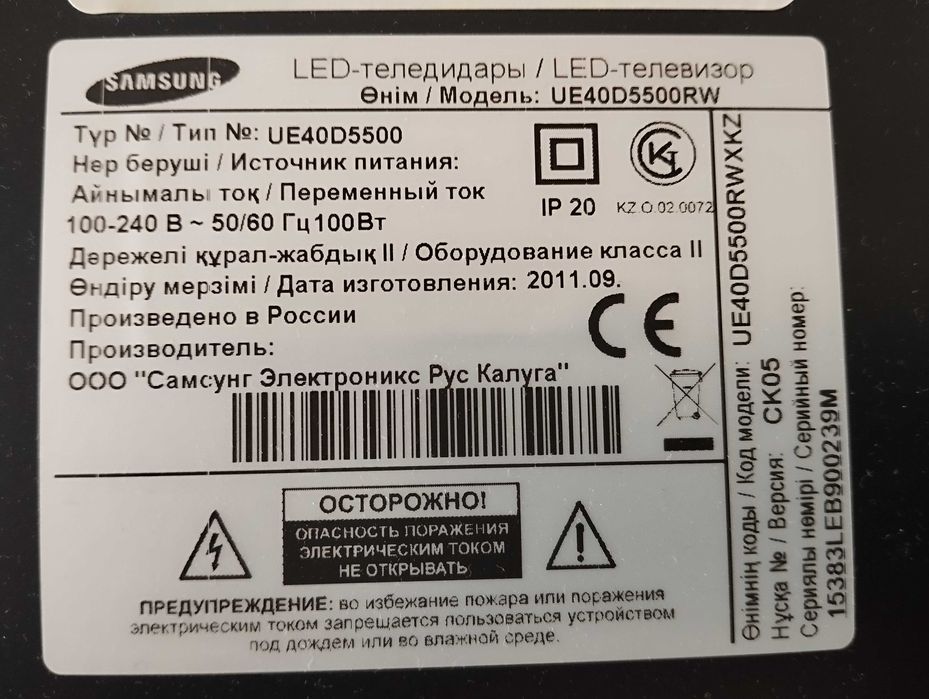 SAMSUNG
LED-теледидары / LED-телевизор
Өнім / Модель: UE40D5500RW
Түр № / Тип №: UE40D5500
Нәр беруші / Источник питания:
Айнымалы тоқ / Переменный ток
100-240 В ~ 50/60 Гц 100Вт
Дәрежелі құрал-жабдық II / Оборудование класса II
Өндіру мерзімі / Дата изготовления: 2011.09.
Произведено в России
Производитель:
ООО "Самсунг Электроникс Рус Калуга"
IP 20
KZ.O.02.0072
CE
ОСТОРОЖНО!
ОПАСНОСТЬ ПОРАЖЕНИЯ
ЭЛЕКТРИЧЕСКИМ ТОКОМ
НЕ ОТКРЫВАТЬ
ПРЕДУПРЕЖДЕНИЕ: во избежание пожара или поражения
электрическим током запрещается пользоваться устройством
под дождем или во влажной среде.
Өнімнің коды / Код модели: UE40D5500RWXKZ
Нұсқа № / Версия: CK05
Сериялы нөмірі / Серийный номер:
15383LEB900239M